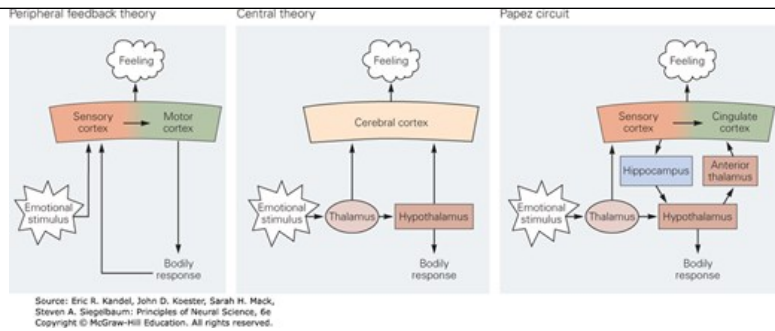 Peripheral feedback theory
Feeling
Sensory
cortex
Motor
cortex
Emotional
stimulus
Bodily
response
Central theory
Feeling
Cerebral cortex
Emotional
stimulus
Thalamus
Hypothalamus
Bodily
response
Papez circuit
Feeling
Sensory
cortex
Cingulate
cortex
Hippocampus
Anterior
thalamus
Emotional
stimulus
Thalamus
Hypothalamus
Bodily
response
Source: Eric R. Kandel, John D. Koester, Sarah H. Mack,
Steven A. Siegelbaum: Principles of Neural Science, 6e
Copyright © McGraw-Hill Education. All rights reserved.